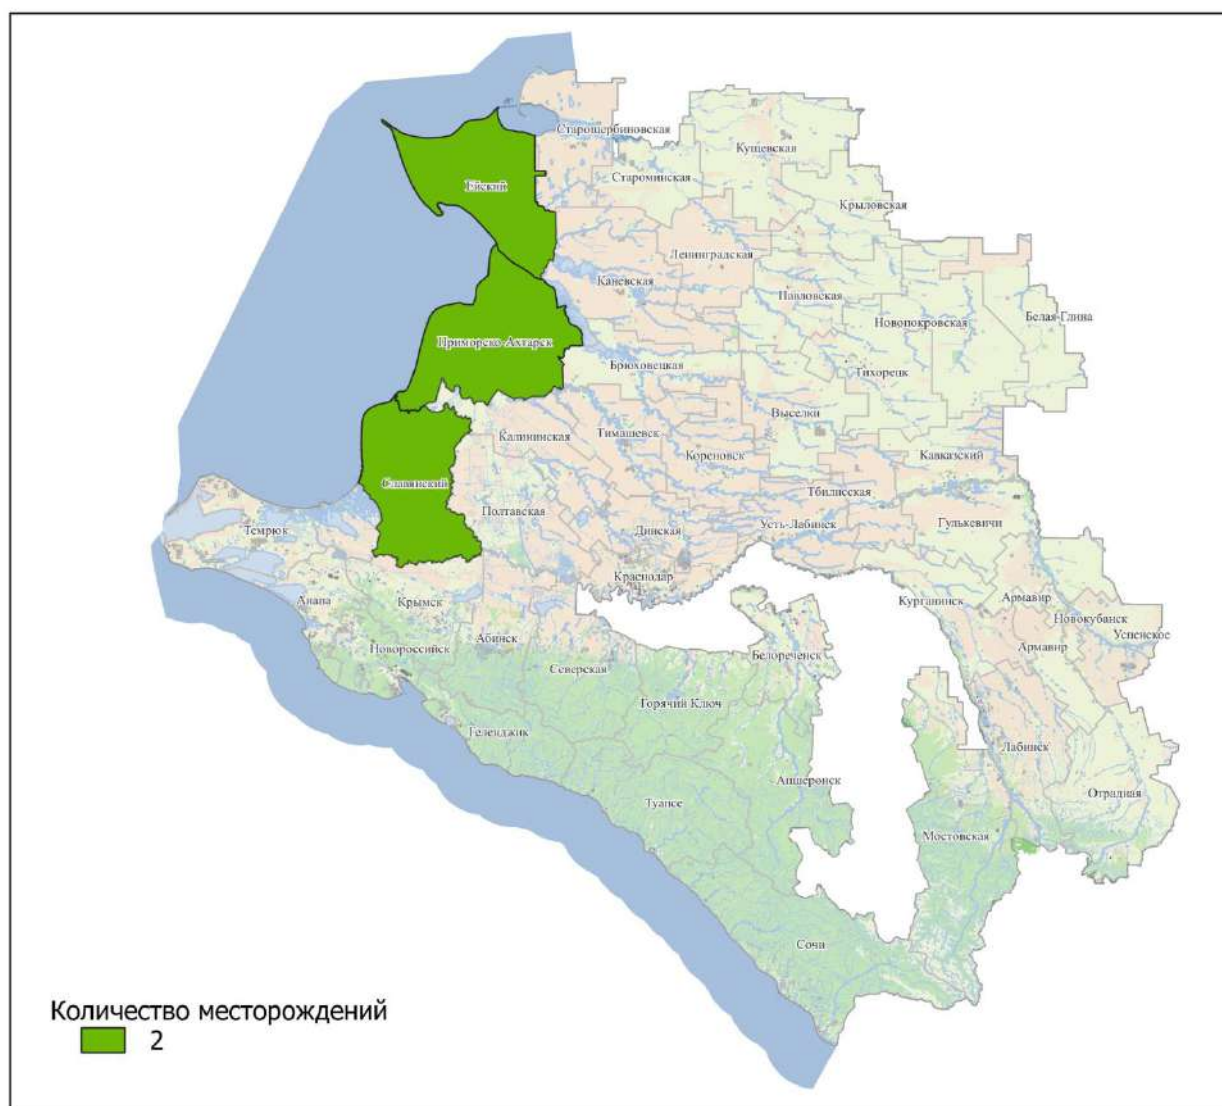 Старощербиновская
Кущевская
Ейский
Староминская
Крыловская
Ленинградская
Каневская
Павловская
Новопокровская
Белая-Глина
Приморско-Ахтарск
Брюховецкая
Тихорецк
Выселки
Калининская
Тимашевск
Кореновск
Кавказский
Славянский
Тбилисская
Полтавская
Темрюк
Динская
Усть-Лабинск
Гулькевичи
Краснодар
Анапа
Крымск
Курганинск
Армавир
Новокубанск
Успенское
Абинск
Новороссийск
Северская
Белореченск
Армавир
Горячий Ключ
Геленджик
Лабинск
Апшеронск
Отрадная
Туапсе
Мостовская
Сочи
Количество месторождений
2